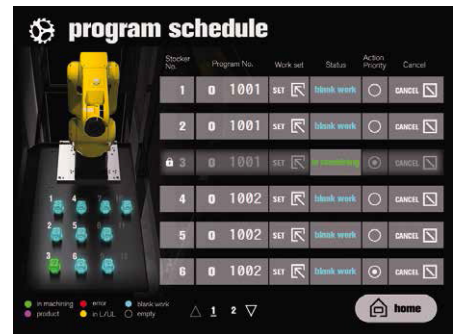 program schedule
Stocker No. Program No. Work set Status Action Priority Cancel
1 0 1001 SET blank work CANCEL
2 0 1001 SET blank work CANCEL
3 0 1001 SET in machining CANCEL
4 0 1002 SET blank work CANCEL
5 0 1002 SET blank work CANCEL
6 0 1002 SET blank work CANCEL
1 4
2 5
3 6
in machining error blank work
product in L/UL empty
1 2
home